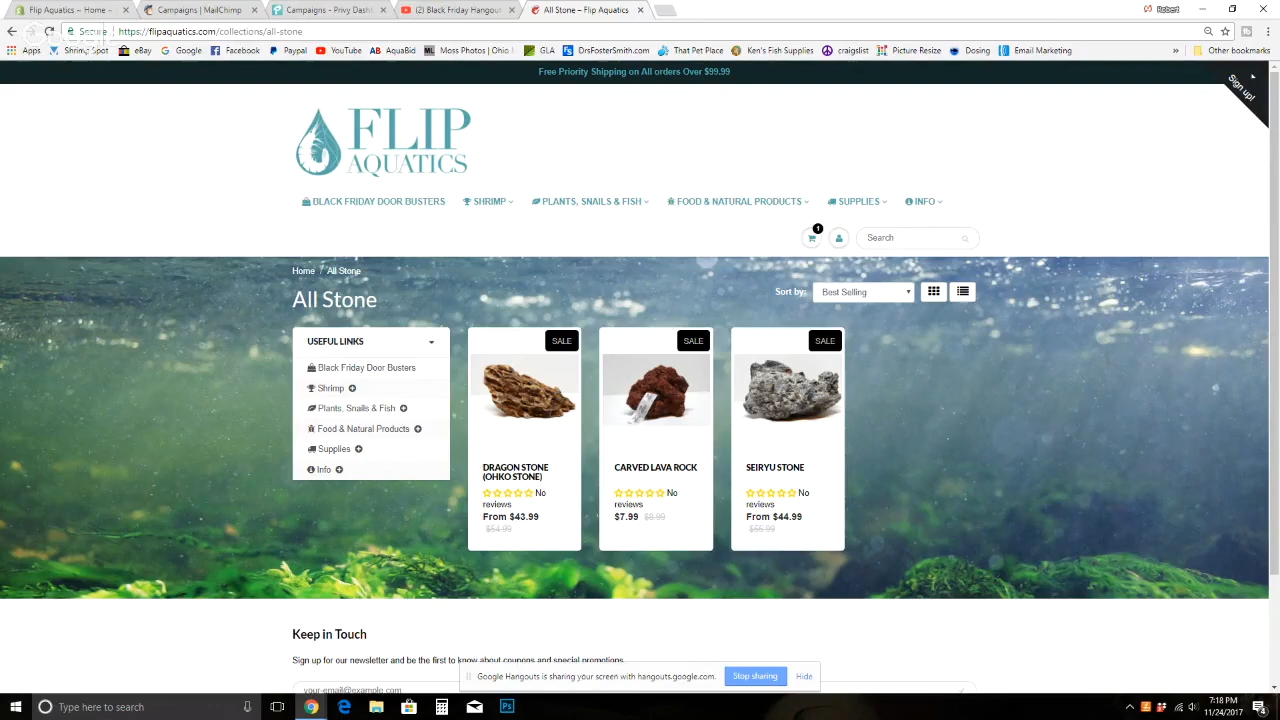 Flip Aquatics ~ Home ~
Campaigns | MailChimp
Campaigns - Privy Dash
(2) Black Friday Hangout
All Stone – Flip Aquatics
Robert
Secure
https://flipaquatics.com/collections/all-stone
Apps
Shrimp Spot
eBay
Google
Facebook
Paypal
YouTube
AquaBid
Moss Photos | Ohio
GLA
DrsFosterSmith.com
That Pet Place
Ken's Fish Supplies
craigslist
Picture Resize
Dosing
Email Marketing
»
Other bookmarks
Free Priority Shipping on All orders Over $99.99
Sign up!
FLIP
AQUATICS
BLACK FRIDAY DOOR BUSTERS
SHRIMP
PLANTS, SNAILS & FISH
FOOD & NATURAL PRODUCTS
SUPPLIES
INFO
1
Search
Home / All Stone
All Stone
Sort by:
Best Selling
USEFUL LINKS
Black Friday Door Busters
Shrimp
Plants, Snails & Fish
Food & Natural Products
Supplies
Info
SALE
DRAGON STONE
(OHKO STONE)
No
reviews
From $43.99
$54.99
SALE
CARVED LAVA ROCK
No
reviews
$7.99 $8.99
SALE
SEIRYU STONE
No
reviews
From $44.99
$55.99
Keep in Touch
Sign up for our newsletter and be the first to know about coupons and special promotions.
your-email@example.com
Google Hangouts is sharing your screen with hangouts.google.com.
Stop sharing
Hide
Type here to search
7:18 PM
11/24/2017